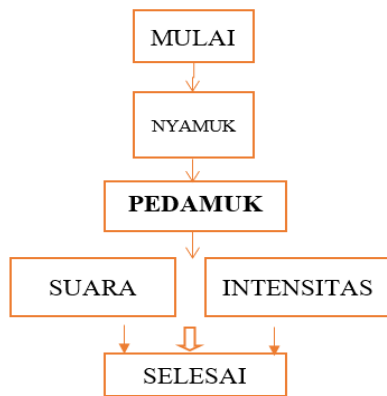 MULAI
NYAMUK
PEDAMUK
SUARA
INTENSITAS
SELESAI